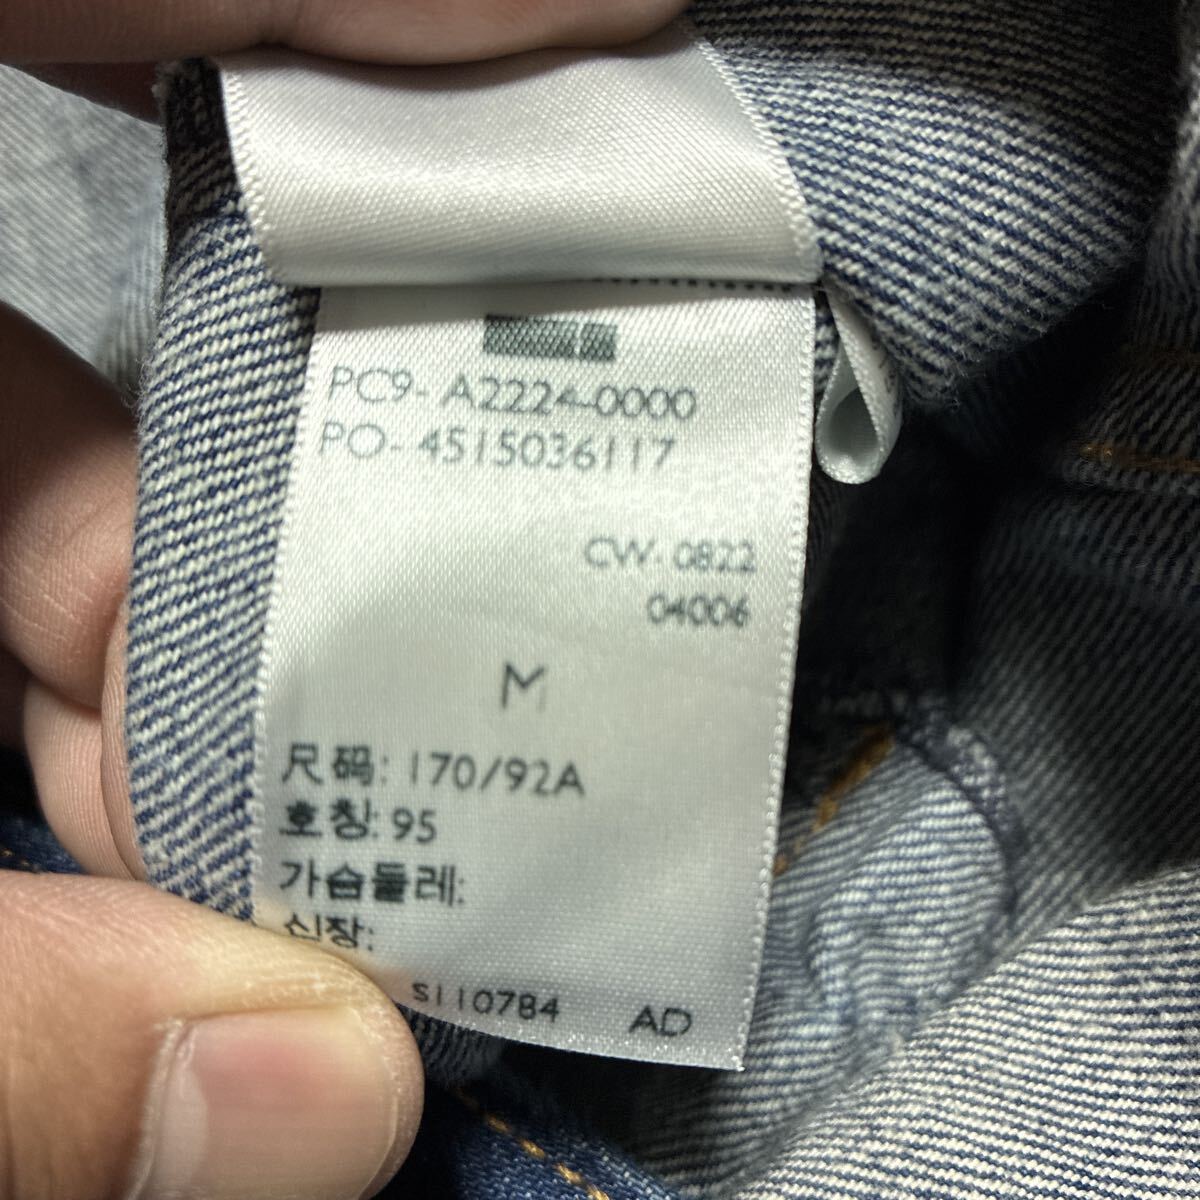 PC9- A2224-0000
PO- 4515036117
CW- 0822
04006
M
尺码: 170/92A
호칭: 95
가슴둘레:
신장:
S110784 AD